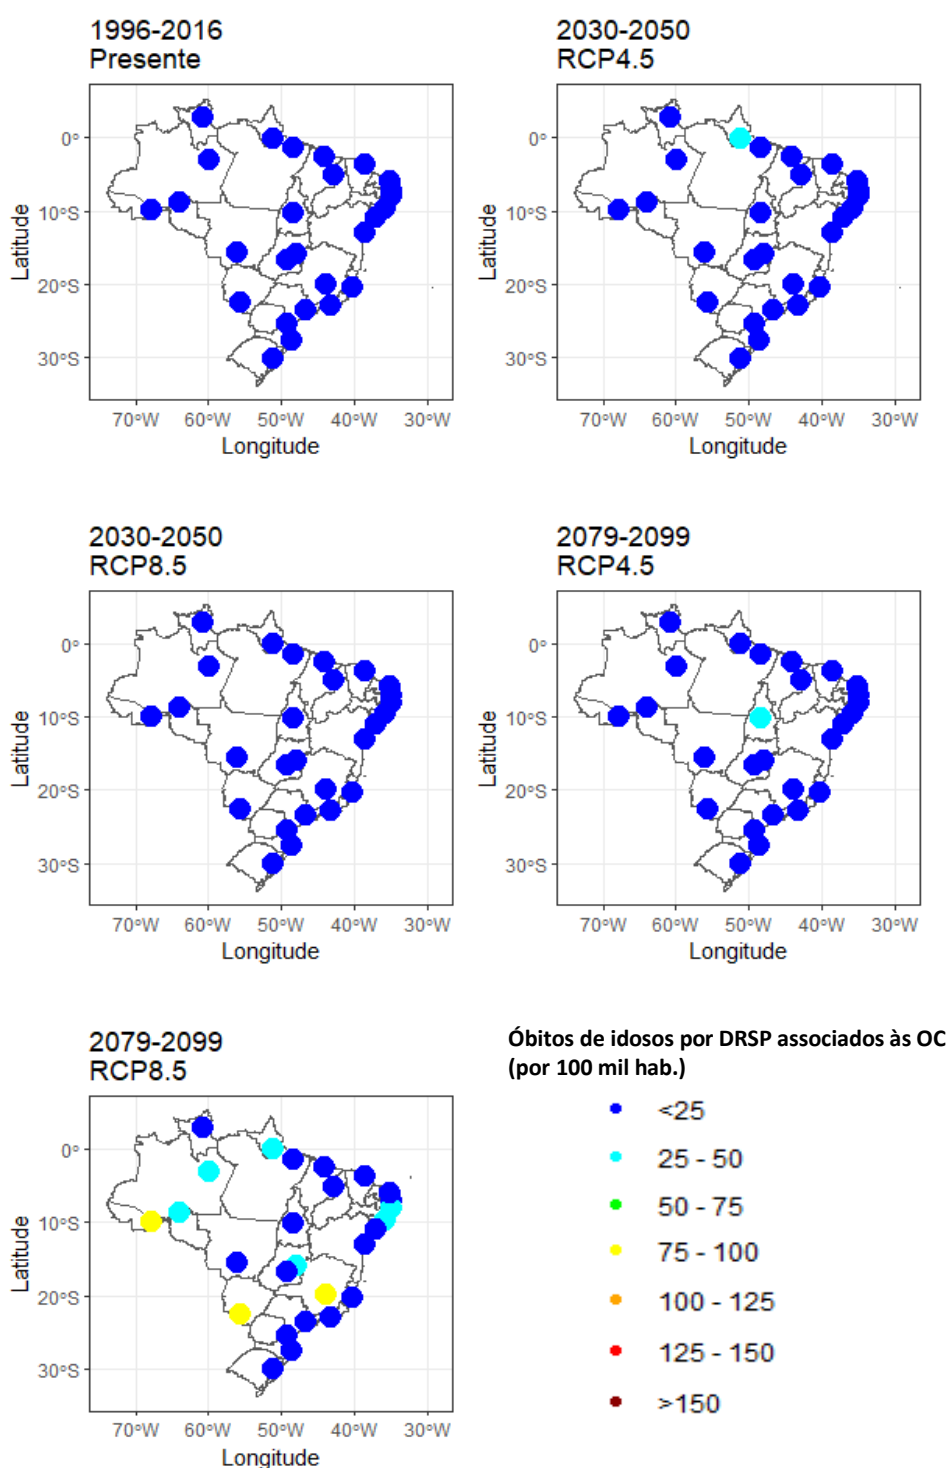 1996-2016
Presente
0°
10°S
20°S
30°S
Latitude
70°W 60°W 50°W 40°W 30°W
Longitude
2030-2050
RCP4.5
0°
10°S
20°S
30°S
Latitude
70°W 60°W 50°W 40°W 30°W
Longitude
2030-2050
RCP8.5
0°
10°S
20°S
30°S
Latitude
70°W 60°W 50°W 40°W 30°W
Longitude
2079-2099
RCP4.5
0°
10°S
20°S
30°S
Latitude
70°W 60°W 50°W 40°W 30°W
Longitude
2079-2099
RCP8.5
0°
10°S
20°S
30°S
Latitude
70°W 60°W 50°W 40°W 30°W
Longitude
Óbitos de idosos por DRSP associados às OC
(por 100 mil hab.)
<25
25 - 50
50 - 75
75 - 100
100 - 125
125 - 150
>150